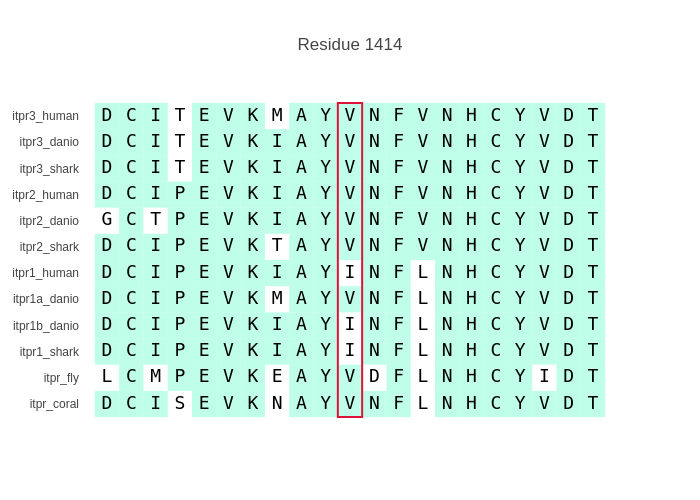 Residue 1414
itpr3_human D C I T E V K M A Y V N F V N H C Y V D T
itpr3_danio D C I T E V K I A Y V N F V N H C Y V D T
itpr3_shark D C I T E V K I A Y V N F V N H C Y V D T
itpr2_human D C I P E V K I A Y V N F V N H C Y V D T
itpr2_danio G C T P E V K I A Y V N F V N H C Y V D T
itpr2_shark D C I P E V K T A Y V N F V N H C Y V D T
itpr1_human D C I P E V K I A Y I N F L N H C Y V D T
itpr1a_danio D C I P E V K M A Y V N F L N H C Y V D T
itpr1b_danio D C I P E V K I A Y I N F L N H C Y V D T
itpr1_shark D C I P E V K I A Y I N F L N H C Y V D T
itpr_fly L C M P E V K E A Y V D F L N H C Y I D T
itpr_coral D C I S E V K N A Y V N F L N H C Y V D T